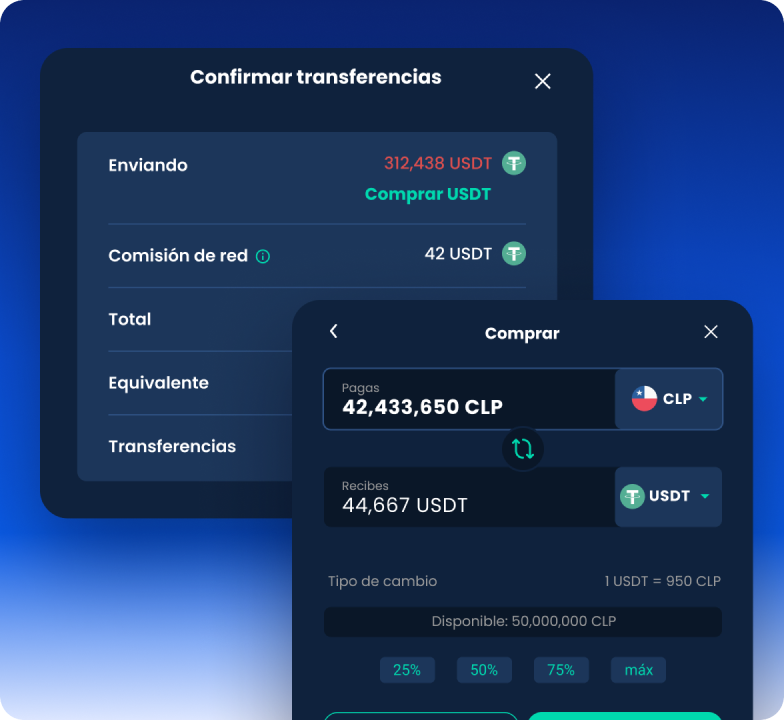 Confirmar transferencias
Enviando 312,438 USDT
Comprar USDT
Comisión de red 42 USDT
Total
Equivalente
Transferencias
Comprar
Pagas
42,433,650 CLP CLP
Recibes
44,667 USDT USDT
Tipo de cambio 1 USDT = 950 CLP
Disponible: 50,000,000 CLP
25% 50% 75% máx